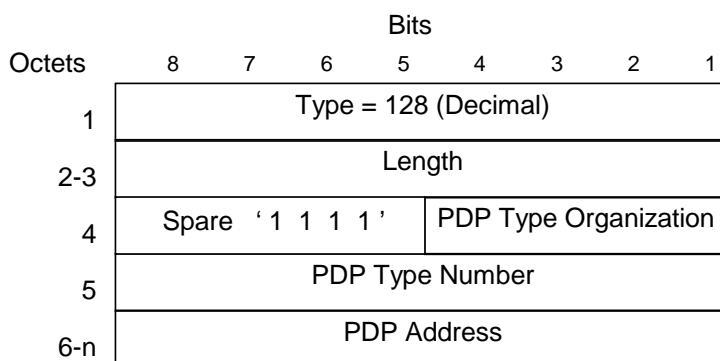 Bits
Octets 8 7 6 5 4 3 2 1
1 Type = 128 (Decimal)
2-3 Length
4 Spare ‘ 1 1 1 1 ’ PDP Type Organization
5 PDP Type Number
6-n PDP Address